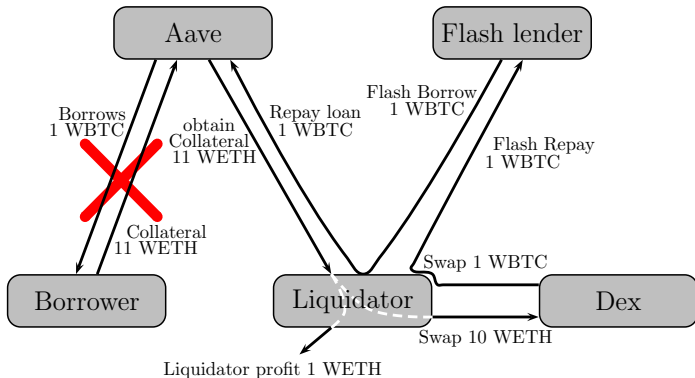 Aave
Flash lender
Borrows
1 WBTC
obtain
Collateral
11 WETH
Repay loan
1 WBTC
Flash Borrow
1 WBTC
Flash Repay
1 WBTC
Collateral
11 WETH
Swap 1 WBTC
Borrower
Liquidator
Dex
Swap 10 WETH
Liquidator profit 1 WETH